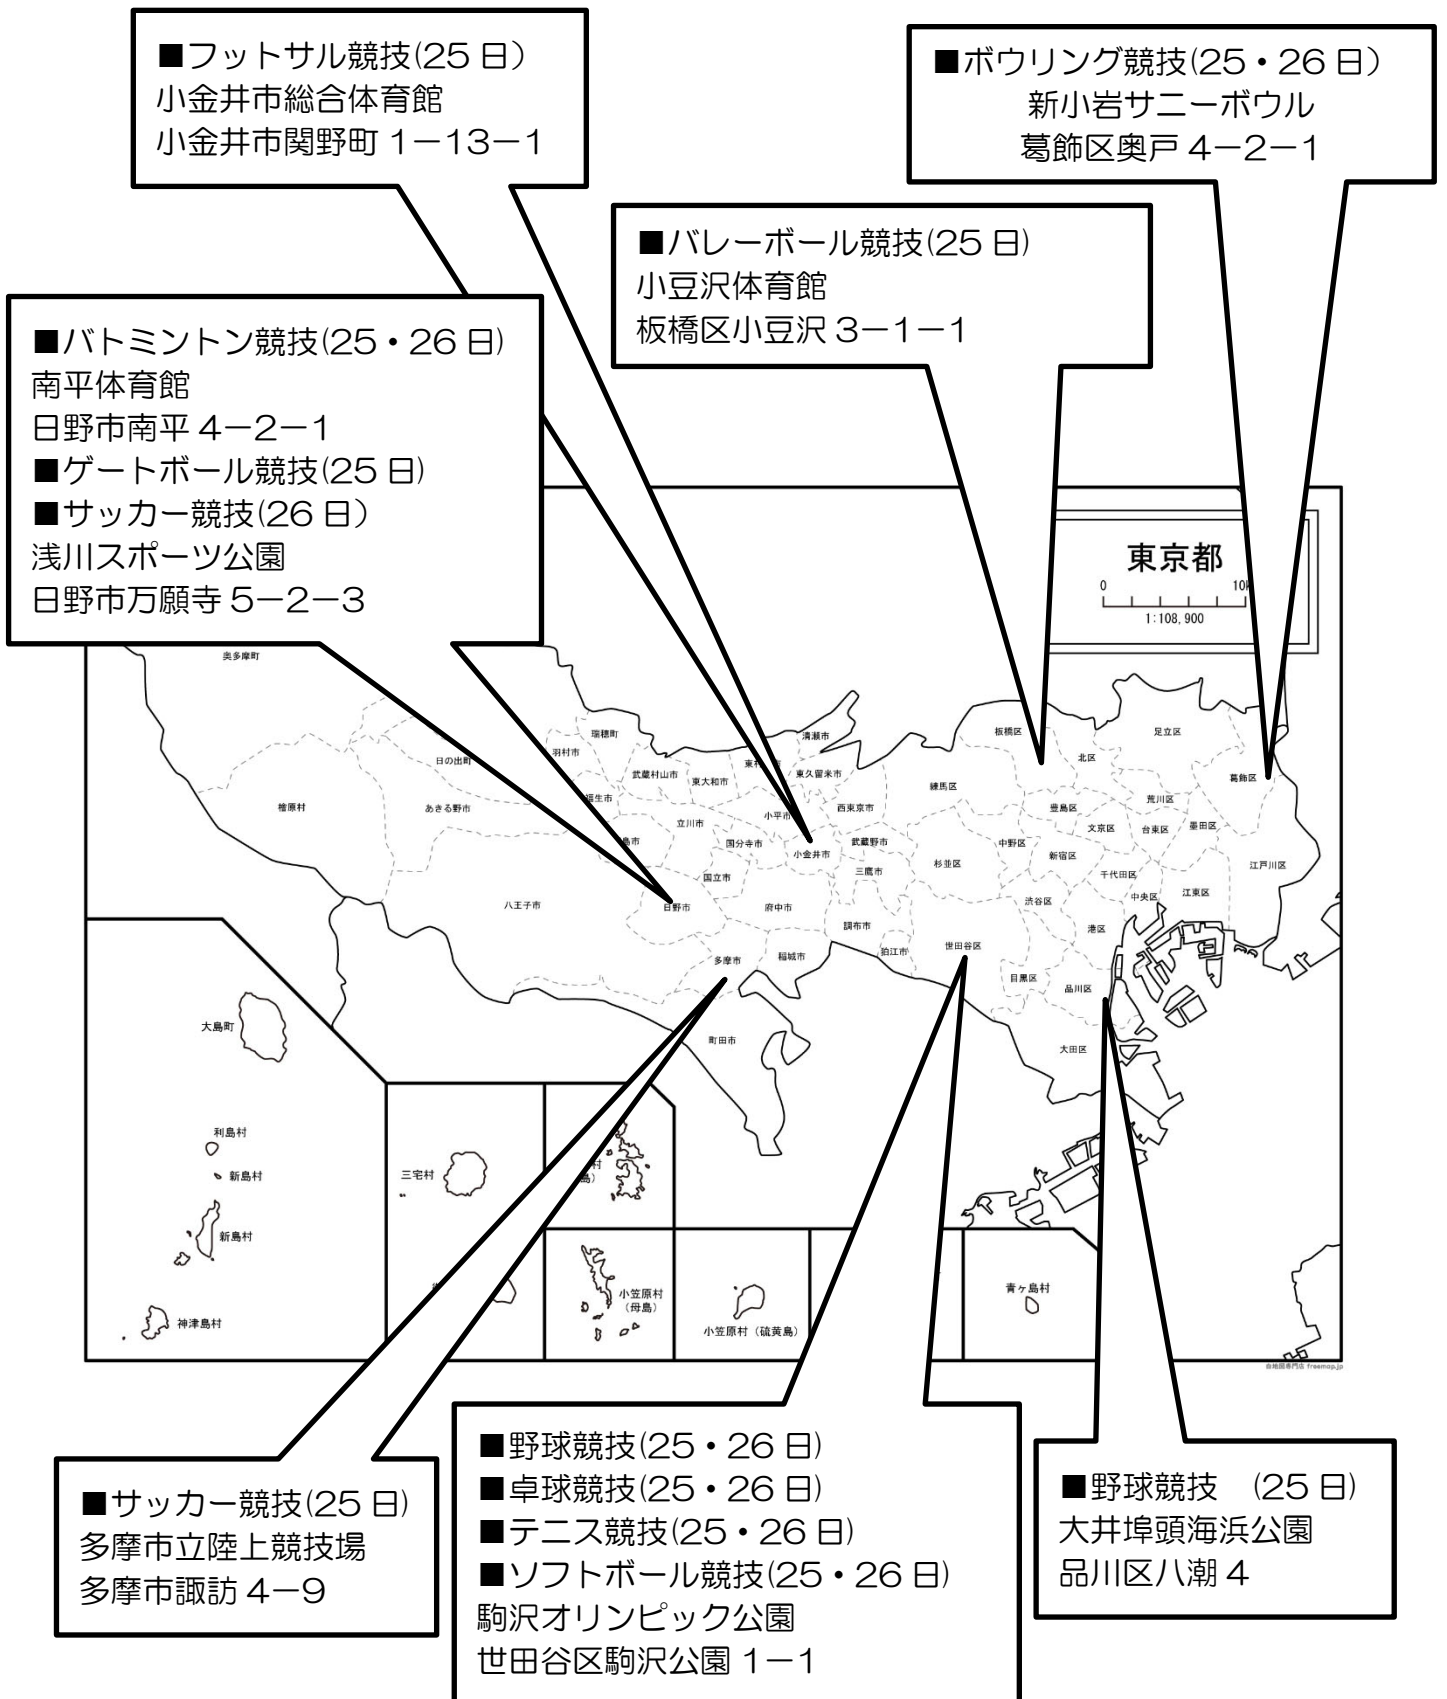 ■フットサル競技(25日)
小金井市総合体育館
小金井市関野町1−13−1
■ボウリング競技(25・26日)
新小岩サニーボウル
葛飾区奥戸4−2−1
■バレーボール競技(25日)
小豆沢体育館
板橋区小豆沢3−1−1
■バトミントン競技(25・26日)
南平体育館
日野市南平4−2−1
■ゲートボール競技(25日)
■サッカー競技(26日)
浅川スポーツ公園
日野市万願寺5−2−3
東京都
0
1:108,900
奥多摩町
瑞穂町
清瀬市
板橋区
足立区
羽村市
日の出町
武蔵村山市
東大和市
東久留米市
北区
葛飾区
練馬区
檜原村
あきる野市
福生市
西東京市
豊島区
荒川区
立川市
小平市
文京区
台東区
墨田区
国分寺市
小金井市
武蔵野市
中野区
新宿区
杉並区
三鷹市
千代田区
江戸川区
国立市
八王子市
日野市
府中市
渋谷区
中央区
江東区
調布市
港区
多摩市
稲城市
狛江市
世田谷区
目黒区
品川区
大島町
町田市
大田区
利島村
三宅村
新島村
新島村
青ヶ島村
小笠原村
(母島)
神津島村
小笠原村(硫黄島)
白地図専門店 freemap.jp
■サッカー競技(25日)
多摩市立陸上競技場
多摩市諏訪4−9
■野球競技(25・26日)
■卓球競技(25・26日)
■テニス競技(25・26日)
■ソフトボール競技(25・26日)
駒沢オリンピック公園
世田谷区駒沢公園1−1
■野球競技 (25日)
大井埠頭海浜公園
品川区八潮4